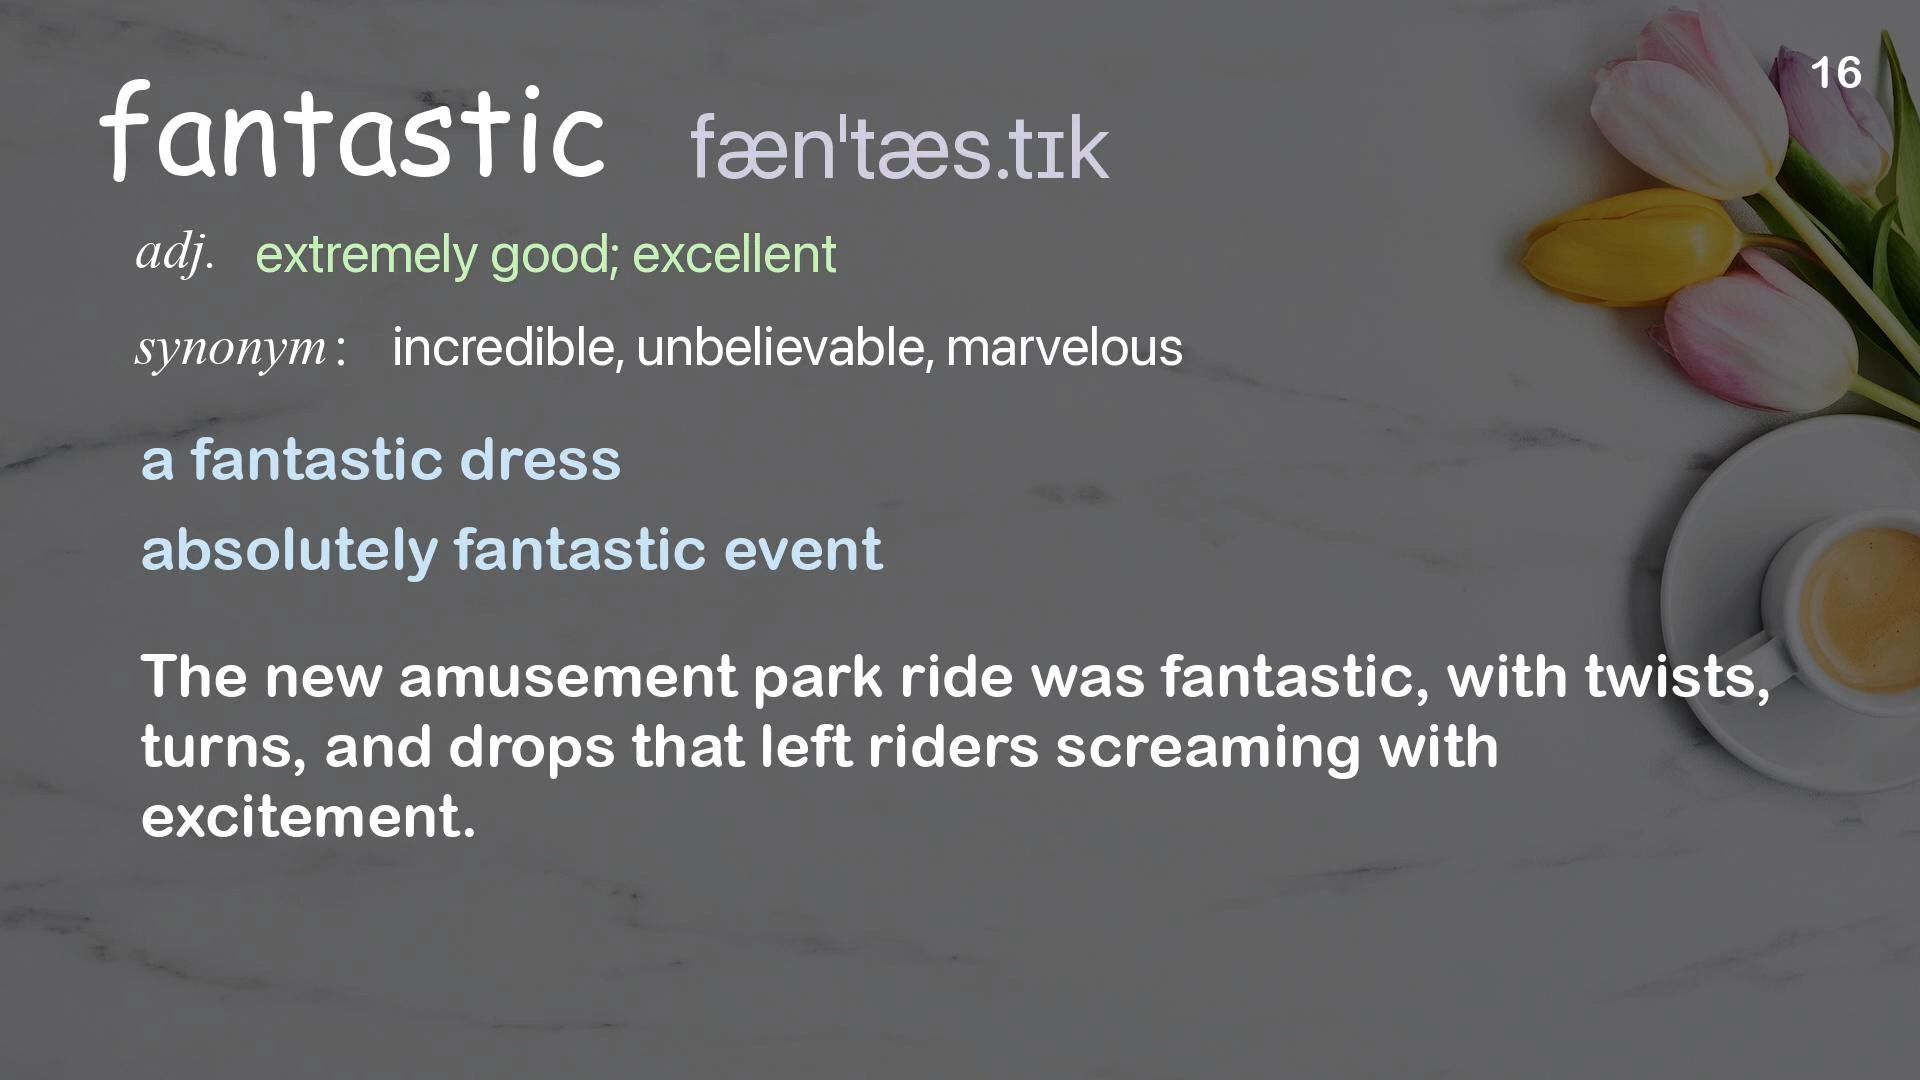 16
fantastic fæn'tæs.tɪk
adj. extremely good; excellent
synonym: incredible, unbelievable, marvelous
a fantastic dress
absolutely fantastic event
The new amusement park ride was fantastic, with twists,
turns, and drops that left riders screaming with
excitement.